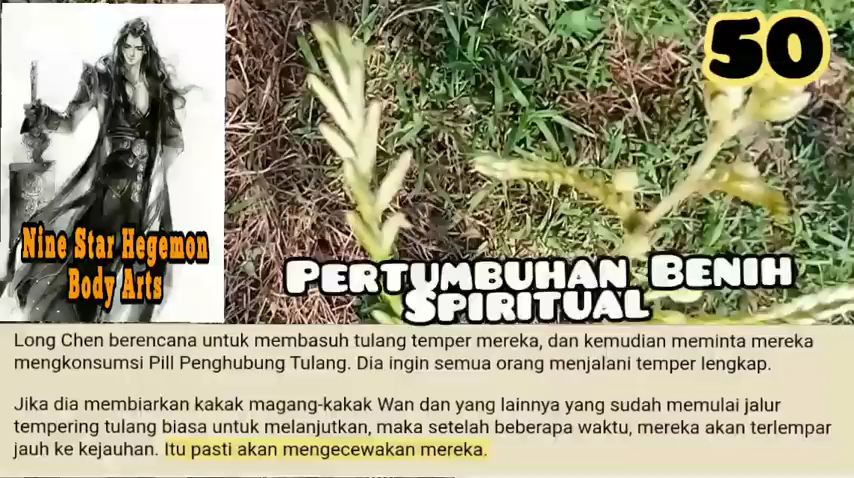 50
Nine Star Hegemon
Body Arts
PERTUMBUHAN BENIH
SPIRITUAL
Long Chen berencana untuk membasuh tulang temper mereka, dan kemudian meminta mereka
mengkonsumsi Pill Penghubung Tulang. Dia ingin semua orang menjalani temper lengkap.
Jika dia membiarkan kakak magang-kakak Wan dan yang lainnya yang sudah memulai jalur
tempering tulang biasa untuk melanjutkan, maka setelah beberapa waktu, mereka akan terlempar
jauh ke kejauhan. Itu pasti akan mengecewakan mereka.